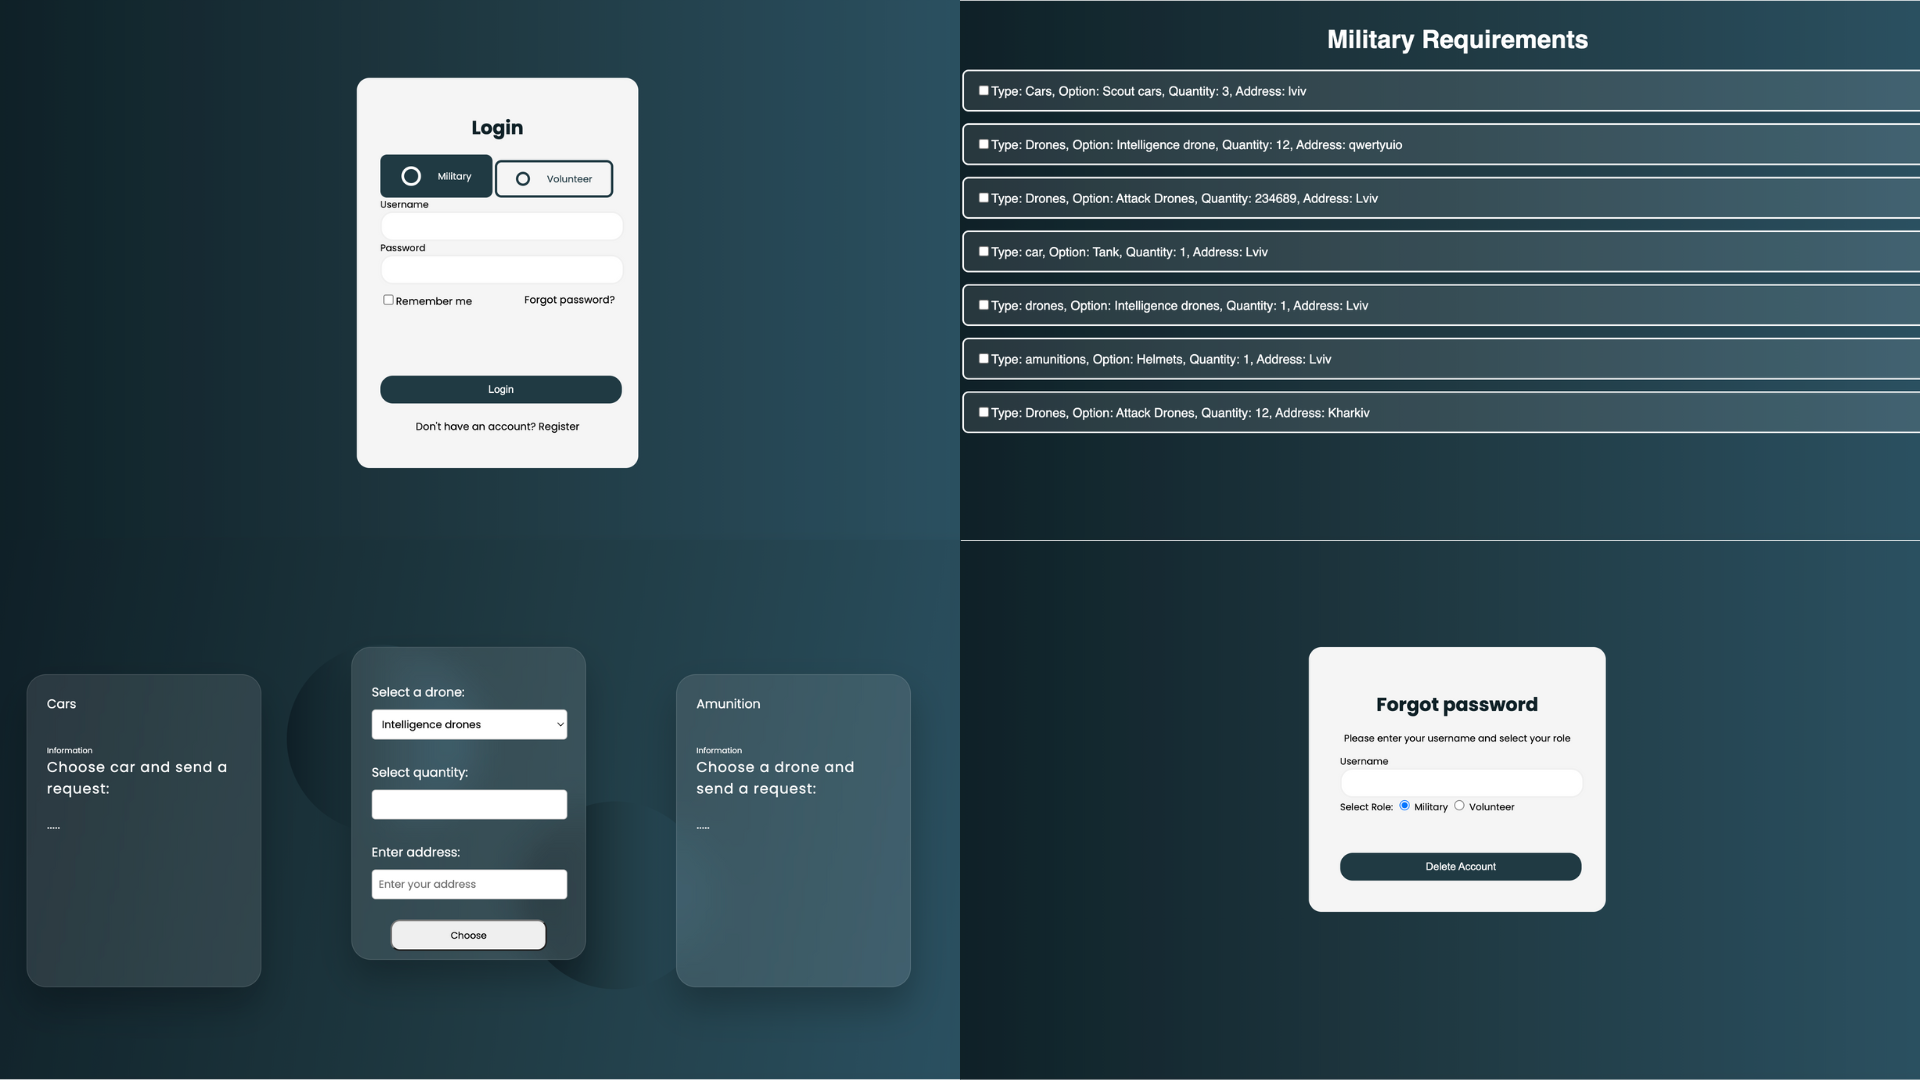 Login
Military
Volunteer
Username
Password
Remember me
Forgot password?
Login
Don't have an account? Register
Military Requirements
Type: Cars, Option: Scout cars, Quantity: 3, Address: lviv
Type: Drones, Option: Intelligence drone, Quantity: 12, Address: qwertyuio
Type: Drones, Option: Attack Drones, Quantity: 234689, Address: Lviv
Type: car, Option: Tank, Quantity: 1, Address: Lviv
Type: drones, Option: Intelligence drones, Quantity: 1, Address: Lviv
Type: amunitions, Option: Helmets, Quantity: 1, Address: Lviv
Type: Drones, Option: Attack Drones, Quantity: 12, Address: Kharkiv
Cars
Information
Choose car and send a
request:
.....
Select a drone:
Intelligence drones
Select quantity:
Enter address:
Enter your address
Choose
Amunition
Information
Choose a drone and
send a request:
.....
Forgot password
Please enter your username and select your role
Username
Select Role: Military Volunteer
Delete Account